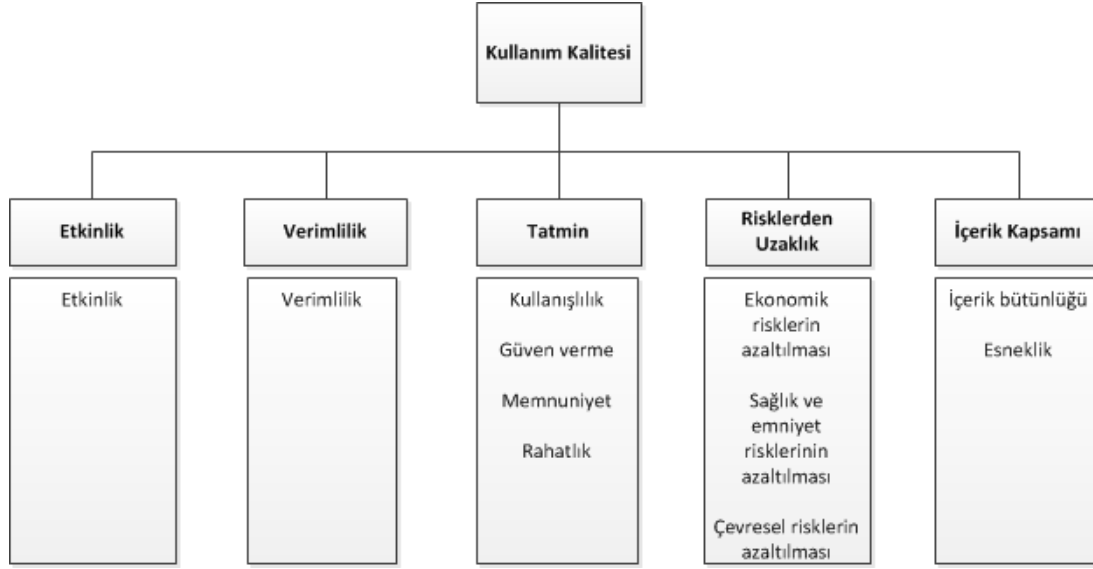 Kullanım Kalitesi
Etkinlik
Verimlilik
Tatmin
Risklerden
Uzaklık
İçerik Kapsamı
Etkinlik
Verimlilik
Kullanışlılık
Güven verme
Memnuniyet
Rahatlık
Ekonomik
risklerin
azaltılması
Sağlık ve
emniyet
risklerinin
azaltılması
Çevresel risklerin
azaltılması
İçerik bütünlüğü
Esneklik